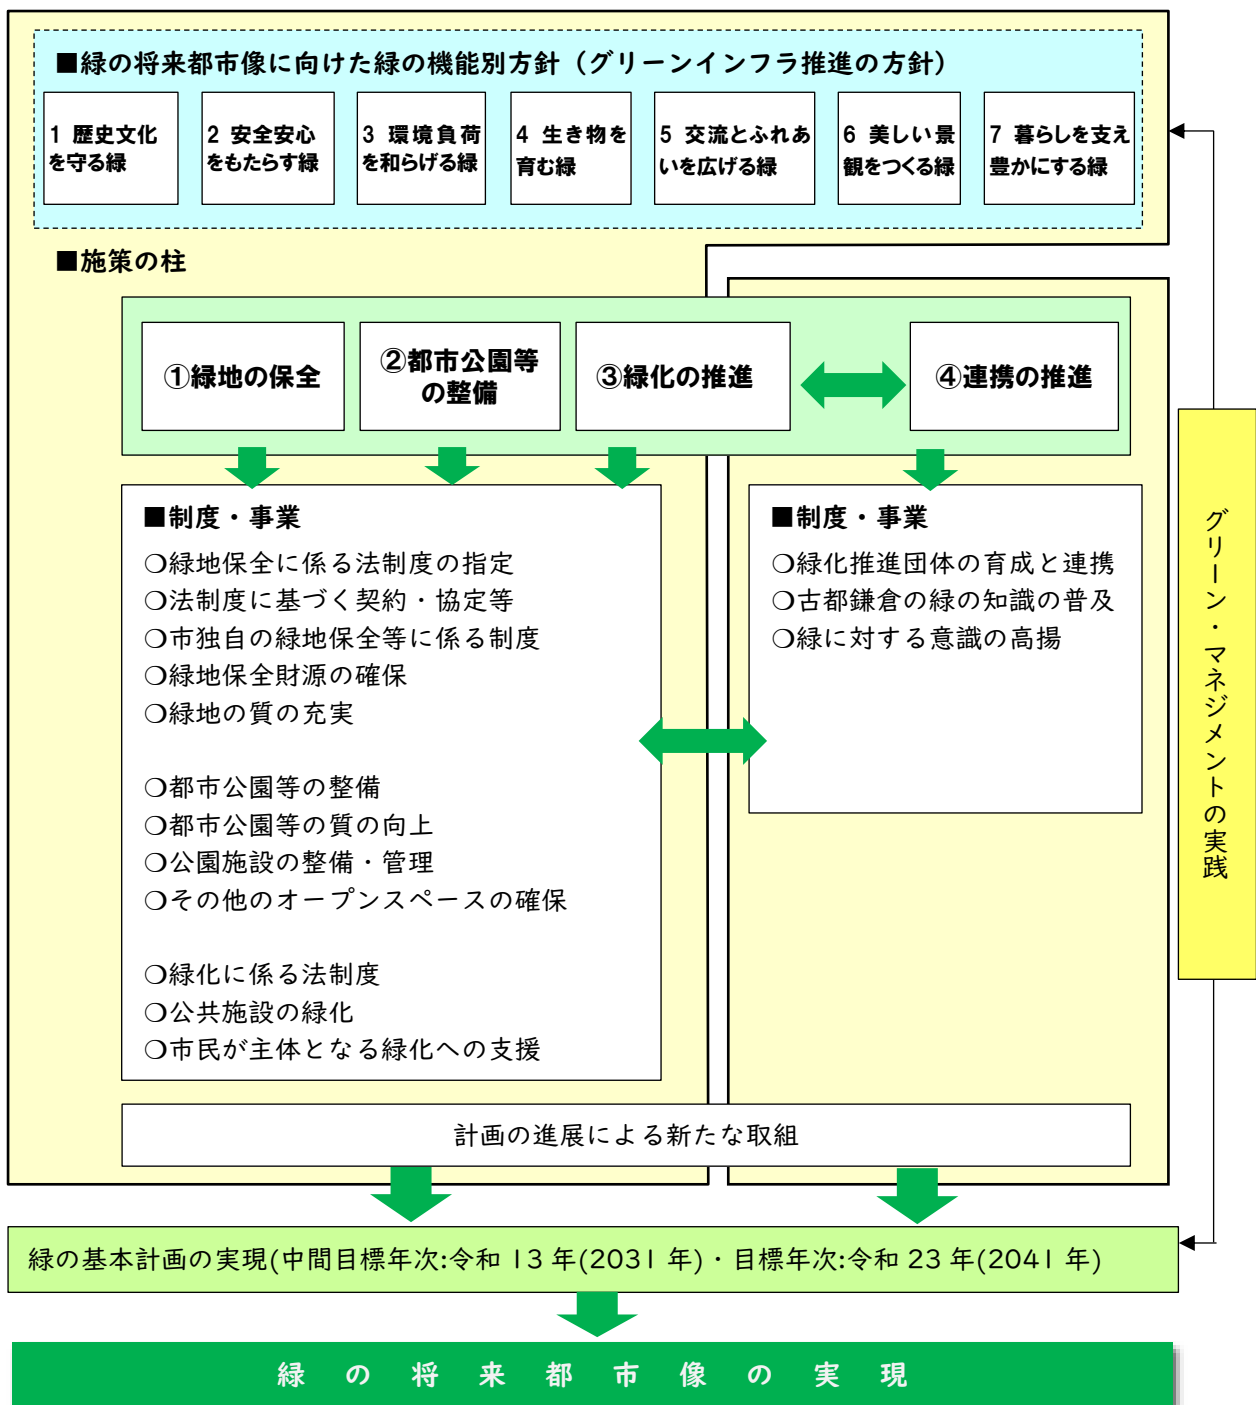 ■緑の将来都市像に向けた緑の機能別方針（グリーンインフラ推進の方針）
1 歴史文化
を守る緑
2 安全安心
をもたらす緑
3 環境負荷
を和らげる緑
4 生き物を
育む緑
5 交流とふれあ
いを広げる緑
6 美しい景
観をつくる緑
7 暮らしを支え
豊かにする緑
■施策の柱
①緑地の保全
②都市公園等
の整備
③緑化の推進
④連携の推進
■制度・事業
○緑地保全に係る法制度の指定
○法制度に基づく契約・協定等
○市独自の緑地保全等に係る制度
○緑地保全財源の確保
○緑地の質の充実
○都市公園等の整備
○都市公園等の質の向上
○公園施設の整備・管理
○その他のオープンスペースの確保
○緑化に係る法制度
○公共施設の緑化
○市民が主体となる緑化への支援
■制度・事業
○緑化推進団体の育成と連携
○古都鎌倉の緑の知識の普及
○緑に対する意識の高揚
グリーン・マネジメントの実践
計画の進展による新たな取組
緑の基本計画の実現(中間目標年次:令和 13 年(2031 年)・目標年次:令和 23 年(2041 年)
緑の将来都市像の実現